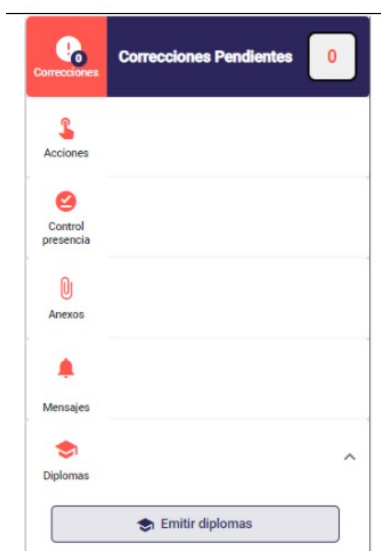 0
Correcciones
Correcciones Pendientes
0
Acciones
Control
presencia
Anexos
Mensajes
Diplomas
Emitir diplomas